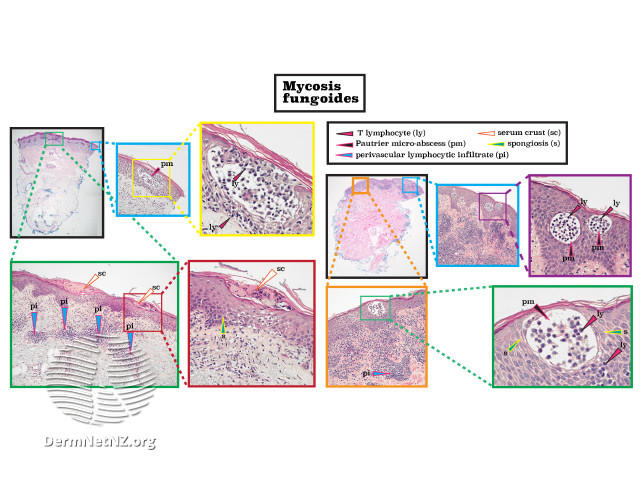 Mycosis
fungoides
T lymphocyte (ly)
serum crust (sc)
Pautrier micro-abscess (pm)
spongiosis (s)
perivascular lymphocytic infiltrate (pi)
pm
ly
ly
ly
ly
pm
pm
sc
sc
pi
pi
pi
pi
sc
s
pi
pm
ly
s
s
ly
DermNetNZ.org